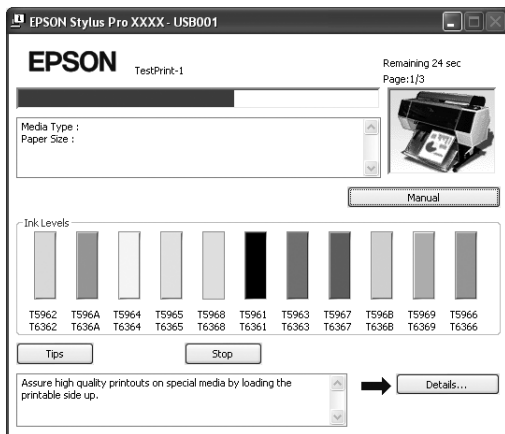 EPSON Stylus Pro XXXX - USB001
EPSON
TestPrint-1
Remaining 24 sec
Page:1/3
Media Type :
Paper Size :
Manual
Ink Levels
T5962 T596A T5964 T5965 T5968 T5961 T5963 T5967 T596B T5969 T5966
T6362 T636A T6364 T6365 T6368 T6361 T6363 T6367 T636B T6369 T6366
Tips
Stop
Assure high quality printouts on special media by loading the
printable side up.
Details...